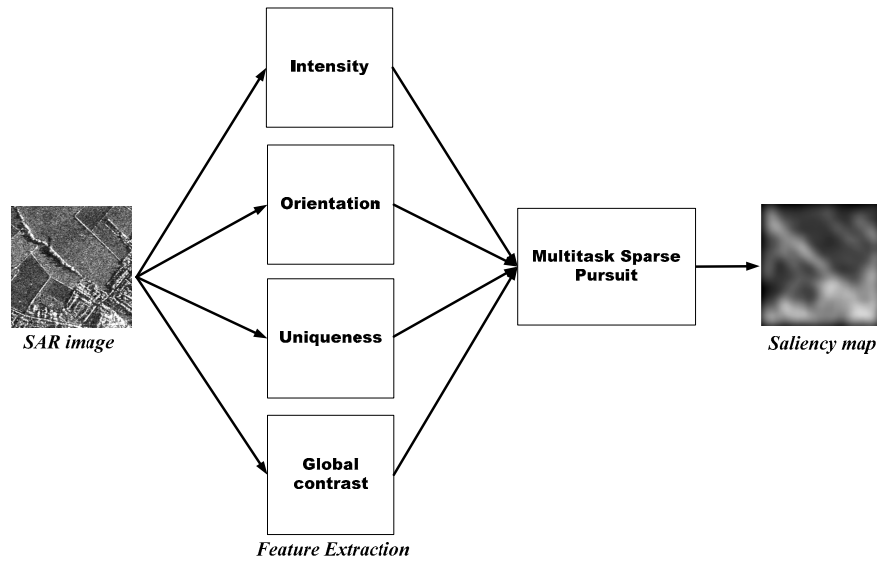 Intensity
Orientation
Uniqueness
Global
contrast
Feature Extraction
SAR image
Multitask Sparse
Pursuit
Saliency map